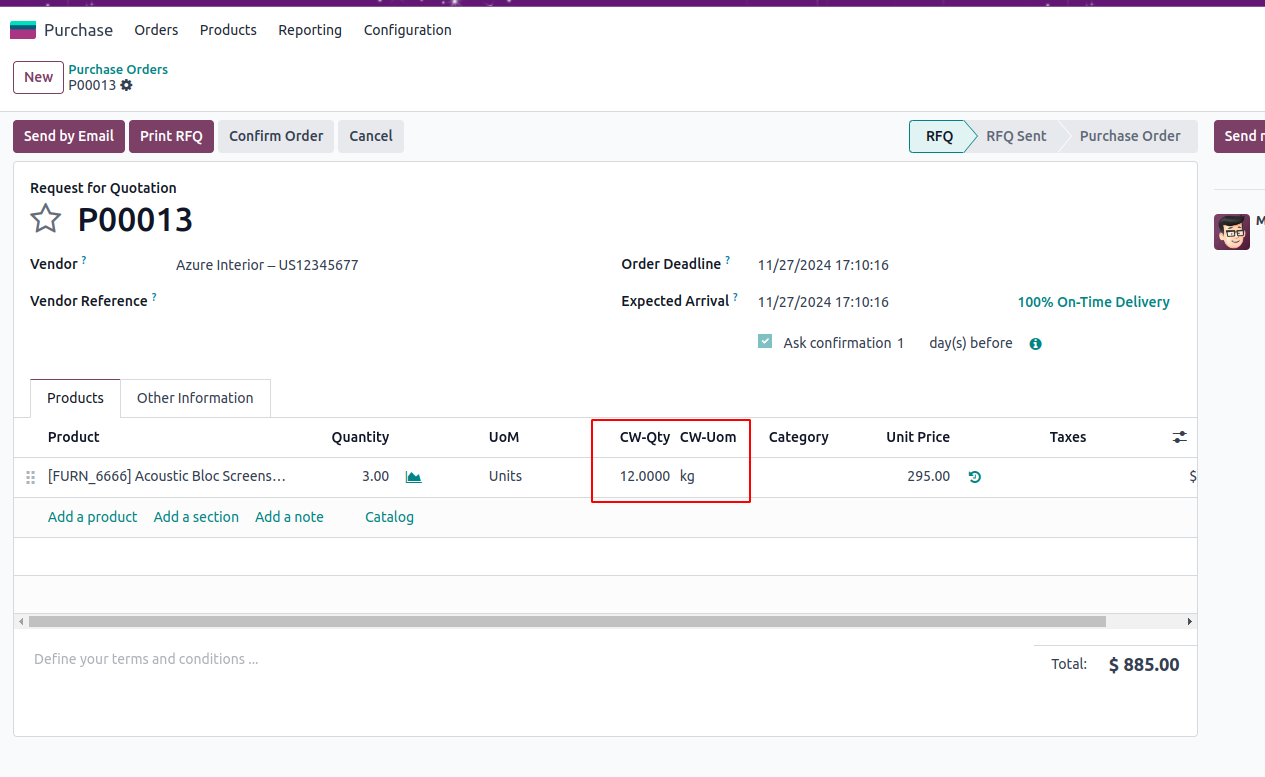 Purchase Orders Products Reporting Configuration
New Purchase Orders
P00013
Send by Email Print RFQ Confirm Order Cancel RFQ RFQ Sent Purchase Order Send
Request for Quotation
P00013
Vendor ? Azure Interior – US12345677 Order Deadline ? 11/27/2024 17:10:16
Vendor Reference ? Expected Arrival ? 11/27/2024 17:10:16 100% On-Time Delivery
Ask confirmation 1 day(s) before
Products Other Information
Product Quantity UoM CW-Qty CW-Uom Category Unit Price Taxes
[FURN_6666] Acoustic Bloc Screens... 3.00 Units 12.0000 kg 295.00 $
Add a product Add a section Add a note Catalog
Define your terms and conditions ...
Total: $ 885.00